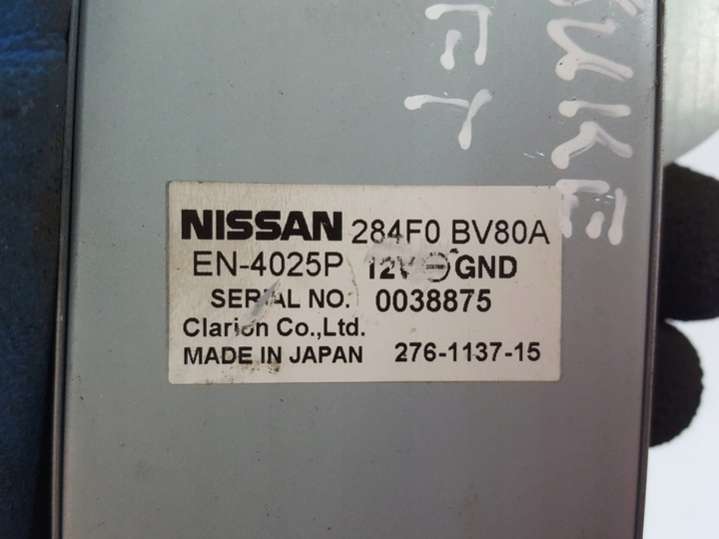 JUKE
NISSAN 284F0 BV80A
EN-4025P 12V ⊖ GND
SERIAL NO. 0038875
Clarion Co.,Ltd.
MADE IN JAPAN 276-1137-15